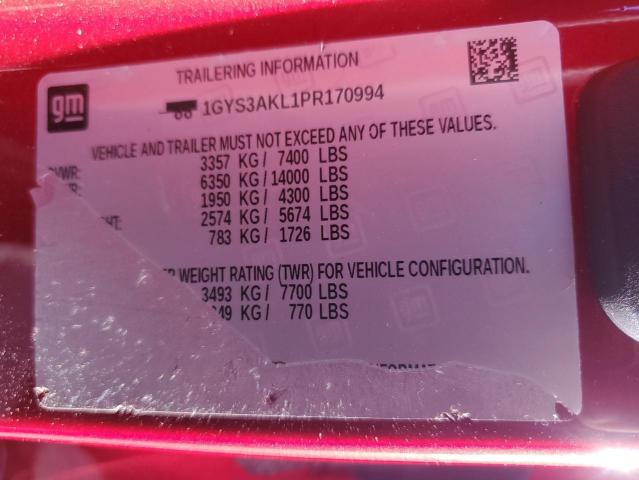 gm
TRAILERING INFORMATION
1GYS3AKL1PR170994
VEHICLE AND TRAILER MUST NOT EXCEED ANY OF THESE VALUES.
3357 KG/ 7400 LBS
6350 KG/14000 LBS
1950 KG/ 4300 LBS
2574 KG/ 5674 LBS
783 KG/ 1726 LBS
WEIGHT RATING (TWR) FOR VEHICLE CONFIGURATION.
3493 KG/ 7700 LBS
349 KG/ 770 LBS